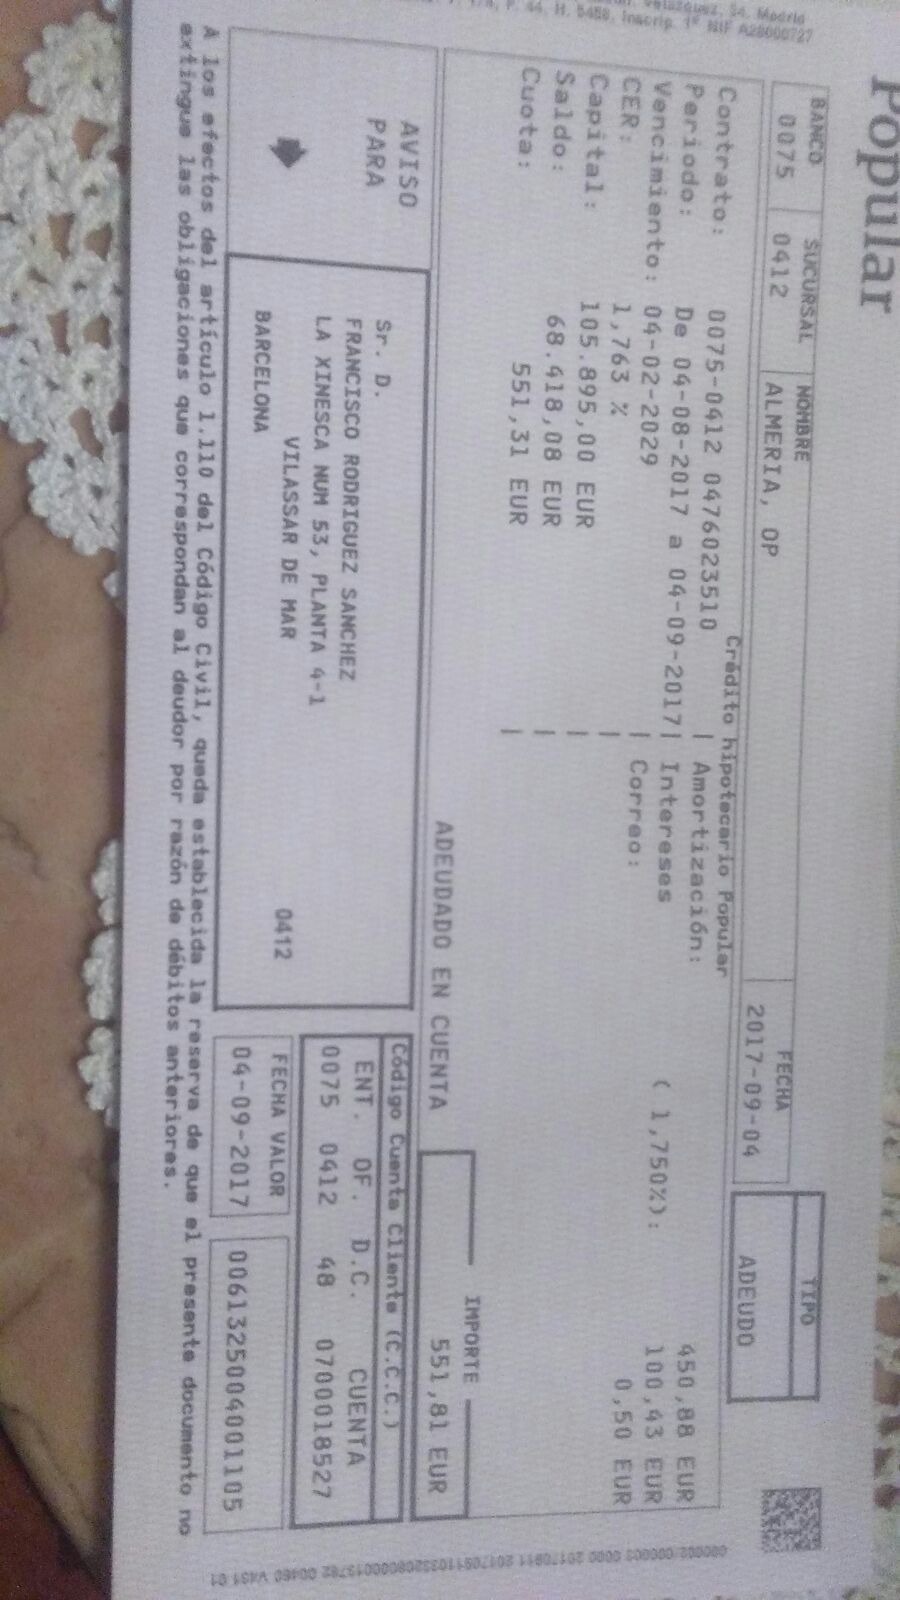 Popular
Velázquez, 34. Madrid
F. 44, H. 5458, Inscrip. 1ª NIF A28000727
BANCO SUCURSAL NOMBRE FECHA TIPO
0075 0412 ALMERIA, OP 2017-09-04 ADEUDO
Crédito hipotecario Popular
Contrato: 0075-0412 0476023510 | Amortización: 450,88 EUR
Periodo: De 04-08-2017 a 04-09-2017| Intereses ( 1,750%): 100,43 EUR
Vencimiento: 04-02-2029 | Correo: 0,50 EUR
CER: 1,763 % |
Capital: 105.895,00 EUR |
Saldo: 68.418,08 EUR |
Cuota: 551,31 EUR |
IMPORTE
ADEUDADO EN CUENTA 551,81 EUR
AVISO
PARA
Sr. D.
FRANCISCO RODRIGUEZ SANCHEZ
LA XINESCA NUM 53, PLANTA 4-1
VILASSAR DE MAR
BARCELONA 0412
Código Cuenta Cliente (C.C.C.)
ENT. OF. D.C. CUENTA
0075 0412 48 0700018527
FECHA VALOR
04-09-2017 0061325004001105
A los efectos del artículo 1.110 del Código Civil, queda establecida la reserva de que el presente documento no
extingue las obligaciones que correspondan al deudor por razón de débitos anteriores.